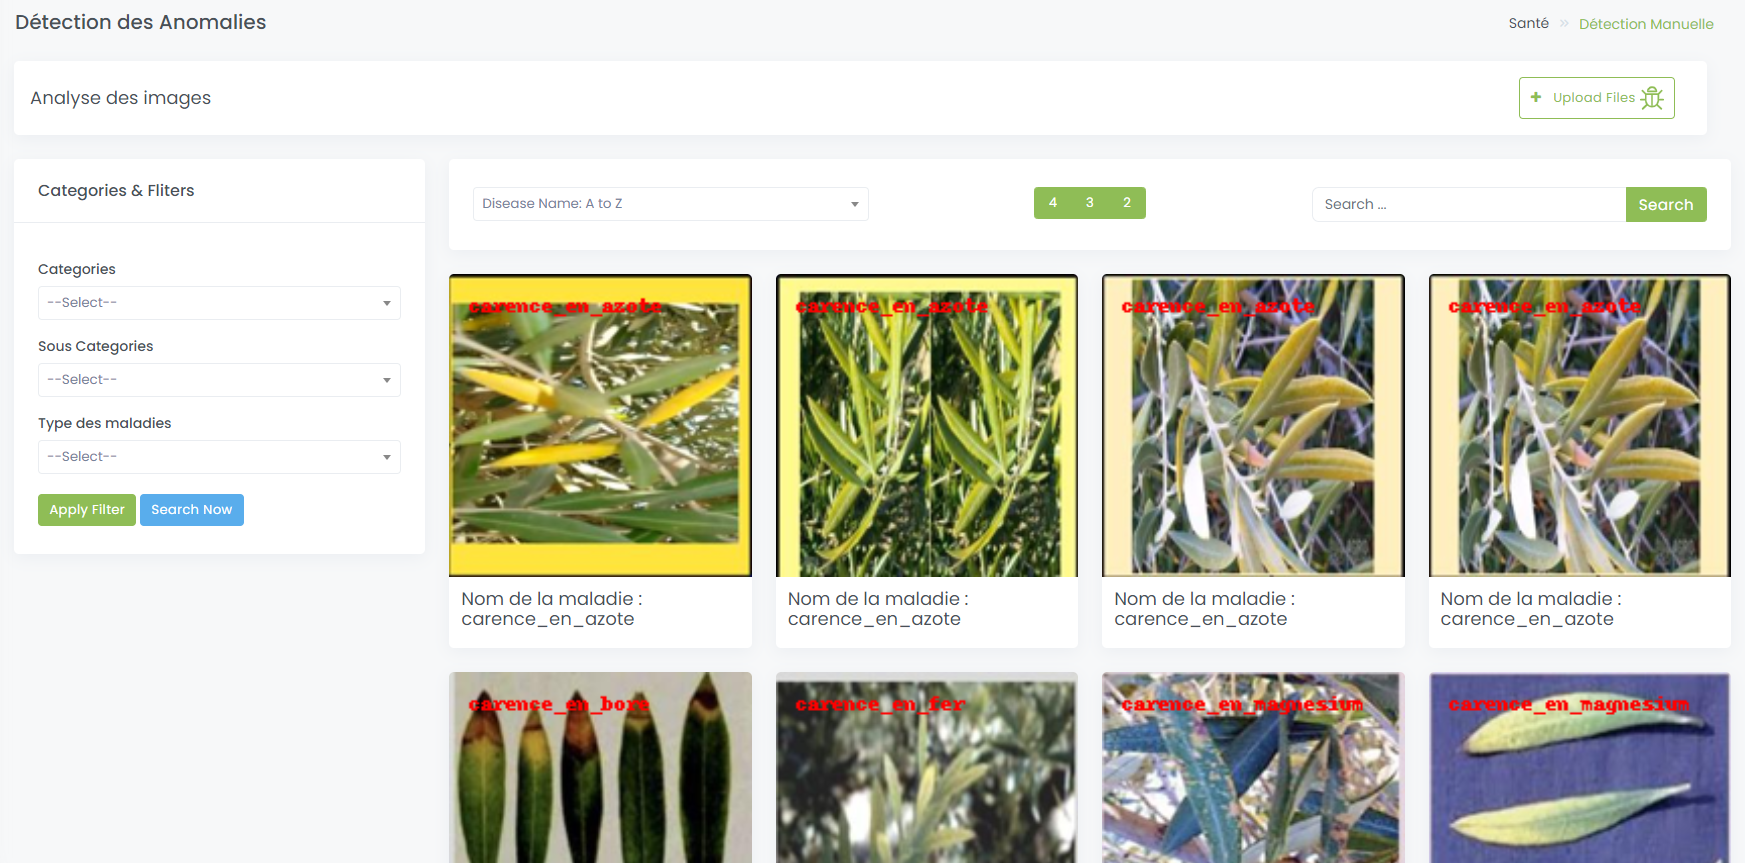 Détection des Anomalies
Santé » Détection Manuelle
Analyse des images
+ Upload Files
Categories & Fliters
Categories
--Select--
Sous Categories
--Select--
Type des maladies
--Select--
Apply Filter Search Now
Disease Name: A to Z
4 3 2
Search ...
Search
carence_en_azote
carence_en_azote
carence_en_azote
carence_en_azote
Nom de la maladie :
carence_en_azote
Nom de la maladie :
carence_en_azote
Nom de la maladie :
carence_en_azote
Nom de la maladie :
carence_en_azote
carence_en_bore
carence_en_fer
carence_en_magnesium
carence_en_magnesium